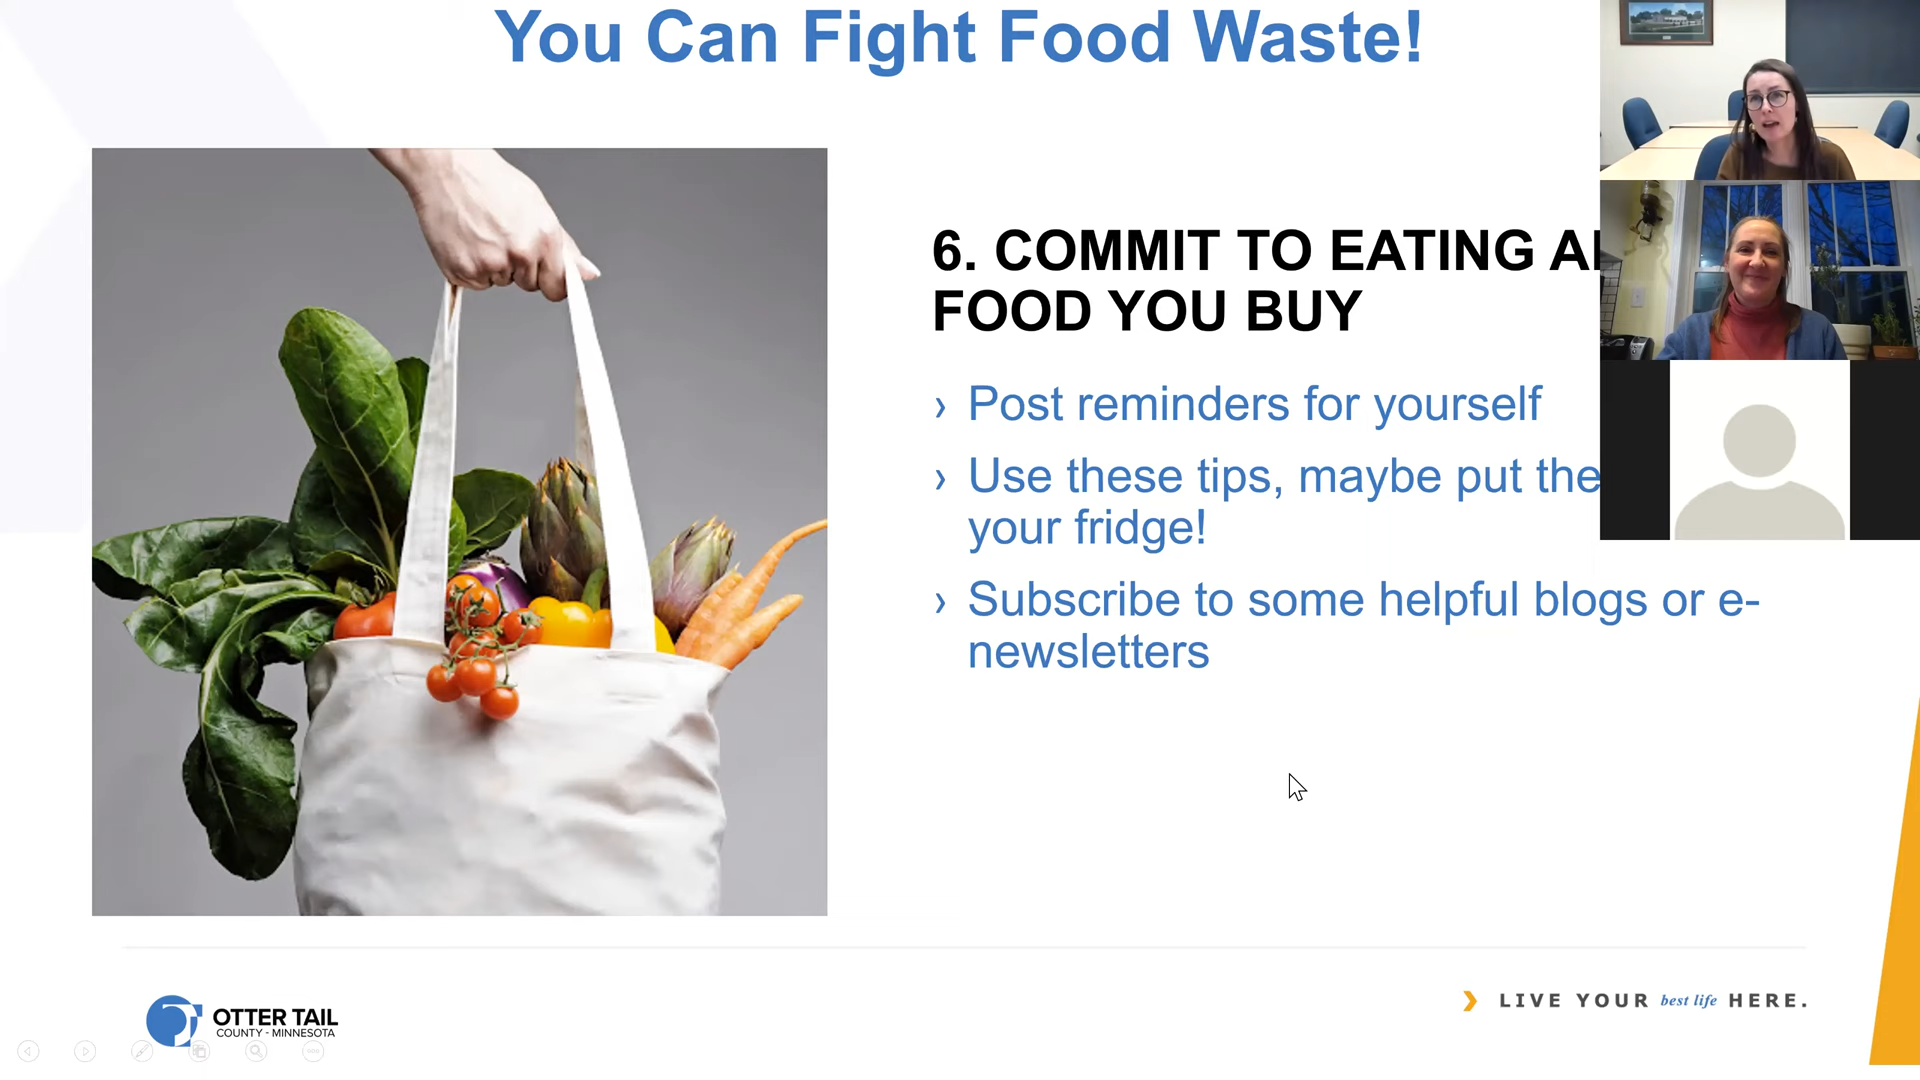 You Can Fight Food Waste!
6. COMMIT TO EATING
FOOD YOU BUY
› Post reminders for yourself
› Use these tips, maybe put
your fridge!
› Subscribe to some helpful blogs or e-
newsletters
OTTER TAIL
COUNTY - MINNESOTA
LIVE YOUR best life HERE.